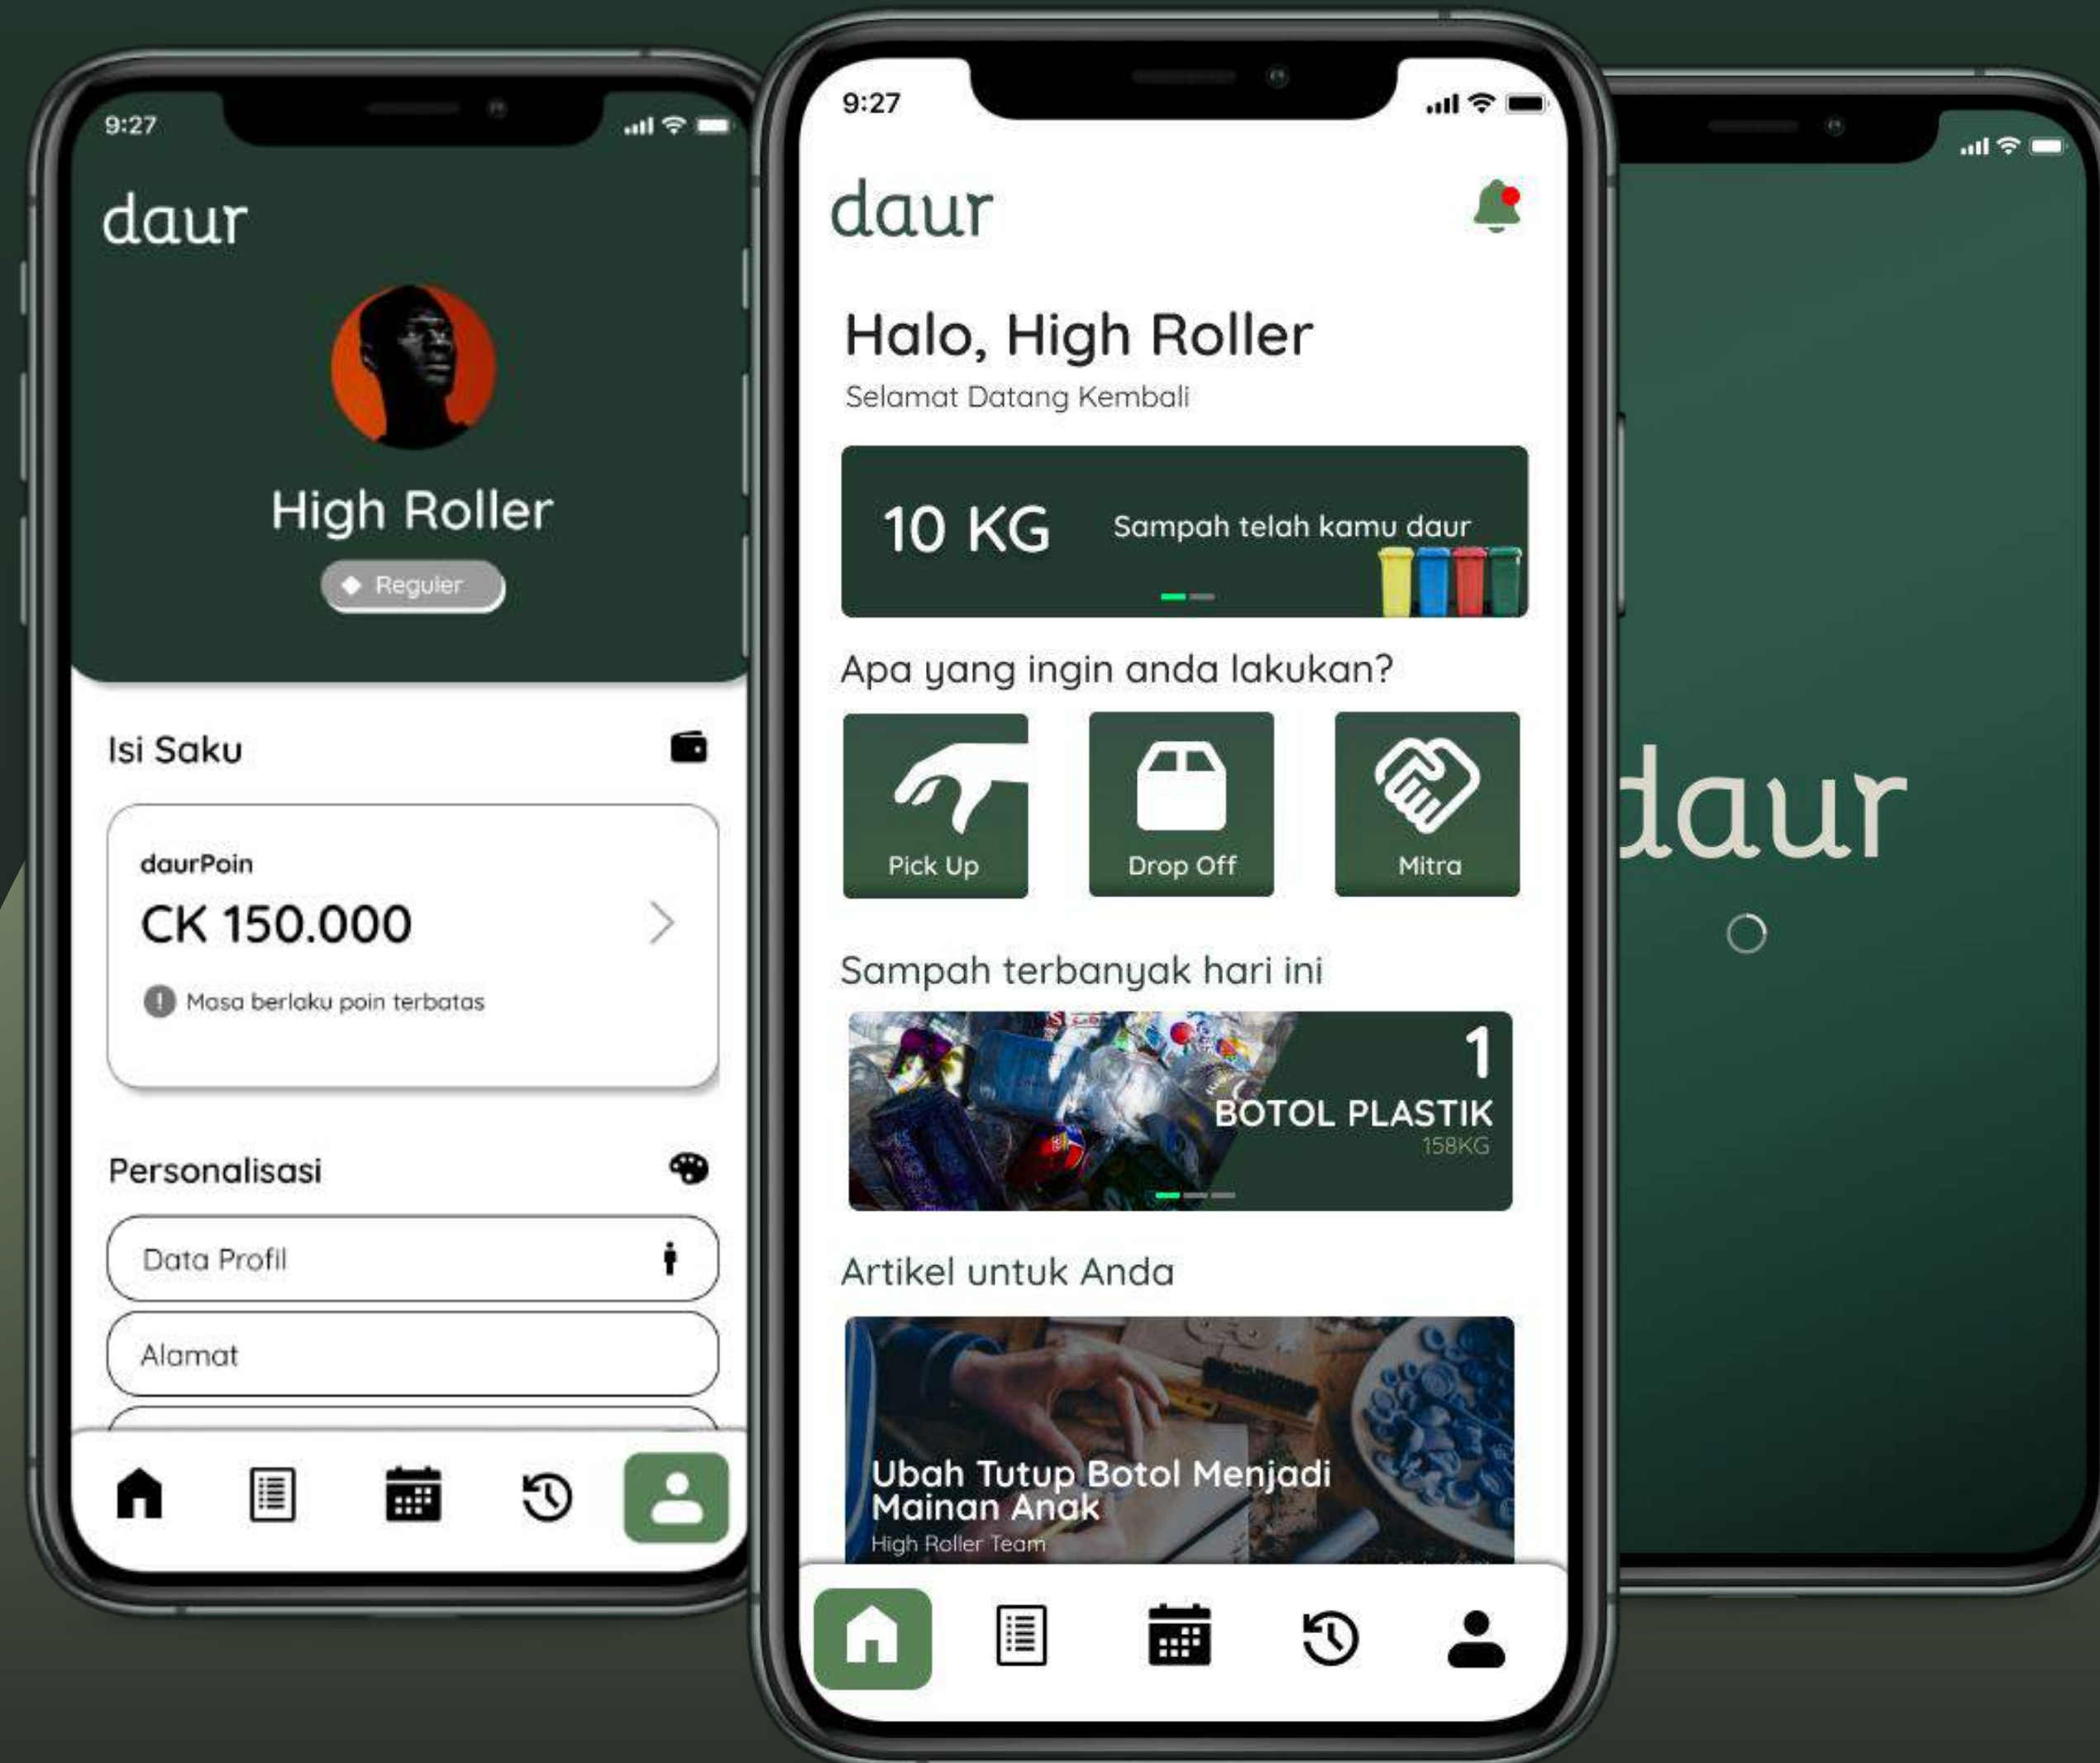 9:27
daur
High Roller
Reguler
Isi Saku
daurPoin
CK 150.000
Masa berlaku poin terbatas
Personalisasi
Data Profil
Alamat
9:27
daur
Halo, High Roller
Selamat Datang Kembali
10 KG
Sampah telah kamu daur
Apa yang ingin anda lakukan?
Pick Up
Drop Off
Mitra
Sampah terbanyak hari ini
1
BOTOL PLASTIK
158KG
Artikel untuk Anda
Ubah Tutup Botol Menjadi
Mainan Anak
High Roller Team
daur